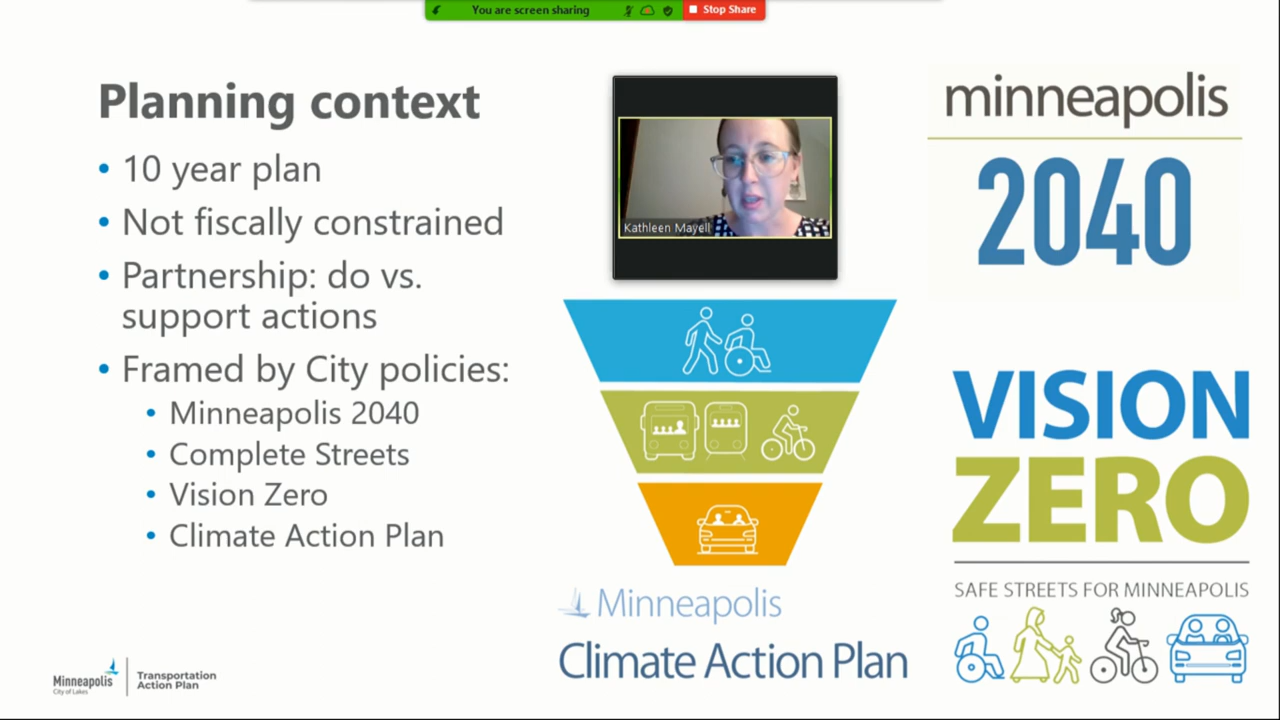 You are screen sharing
Stop Share
Planning context
• 10 year plan
• Not fiscally constrained
• Partnership: do vs.
support actions
• Framed by City policies:
• Minneapolis 2040
• Complete Streets
• Vision Zero
• Climate Action Plan
Kathleen Mayell
Minneapolis
Climate Action Plan
minneapolis
2040
VISION
ZERO
SAFE STREETS FOR MINNEAPOLIS
Minneapolis
City of Lakes
Transportation
Action Plan